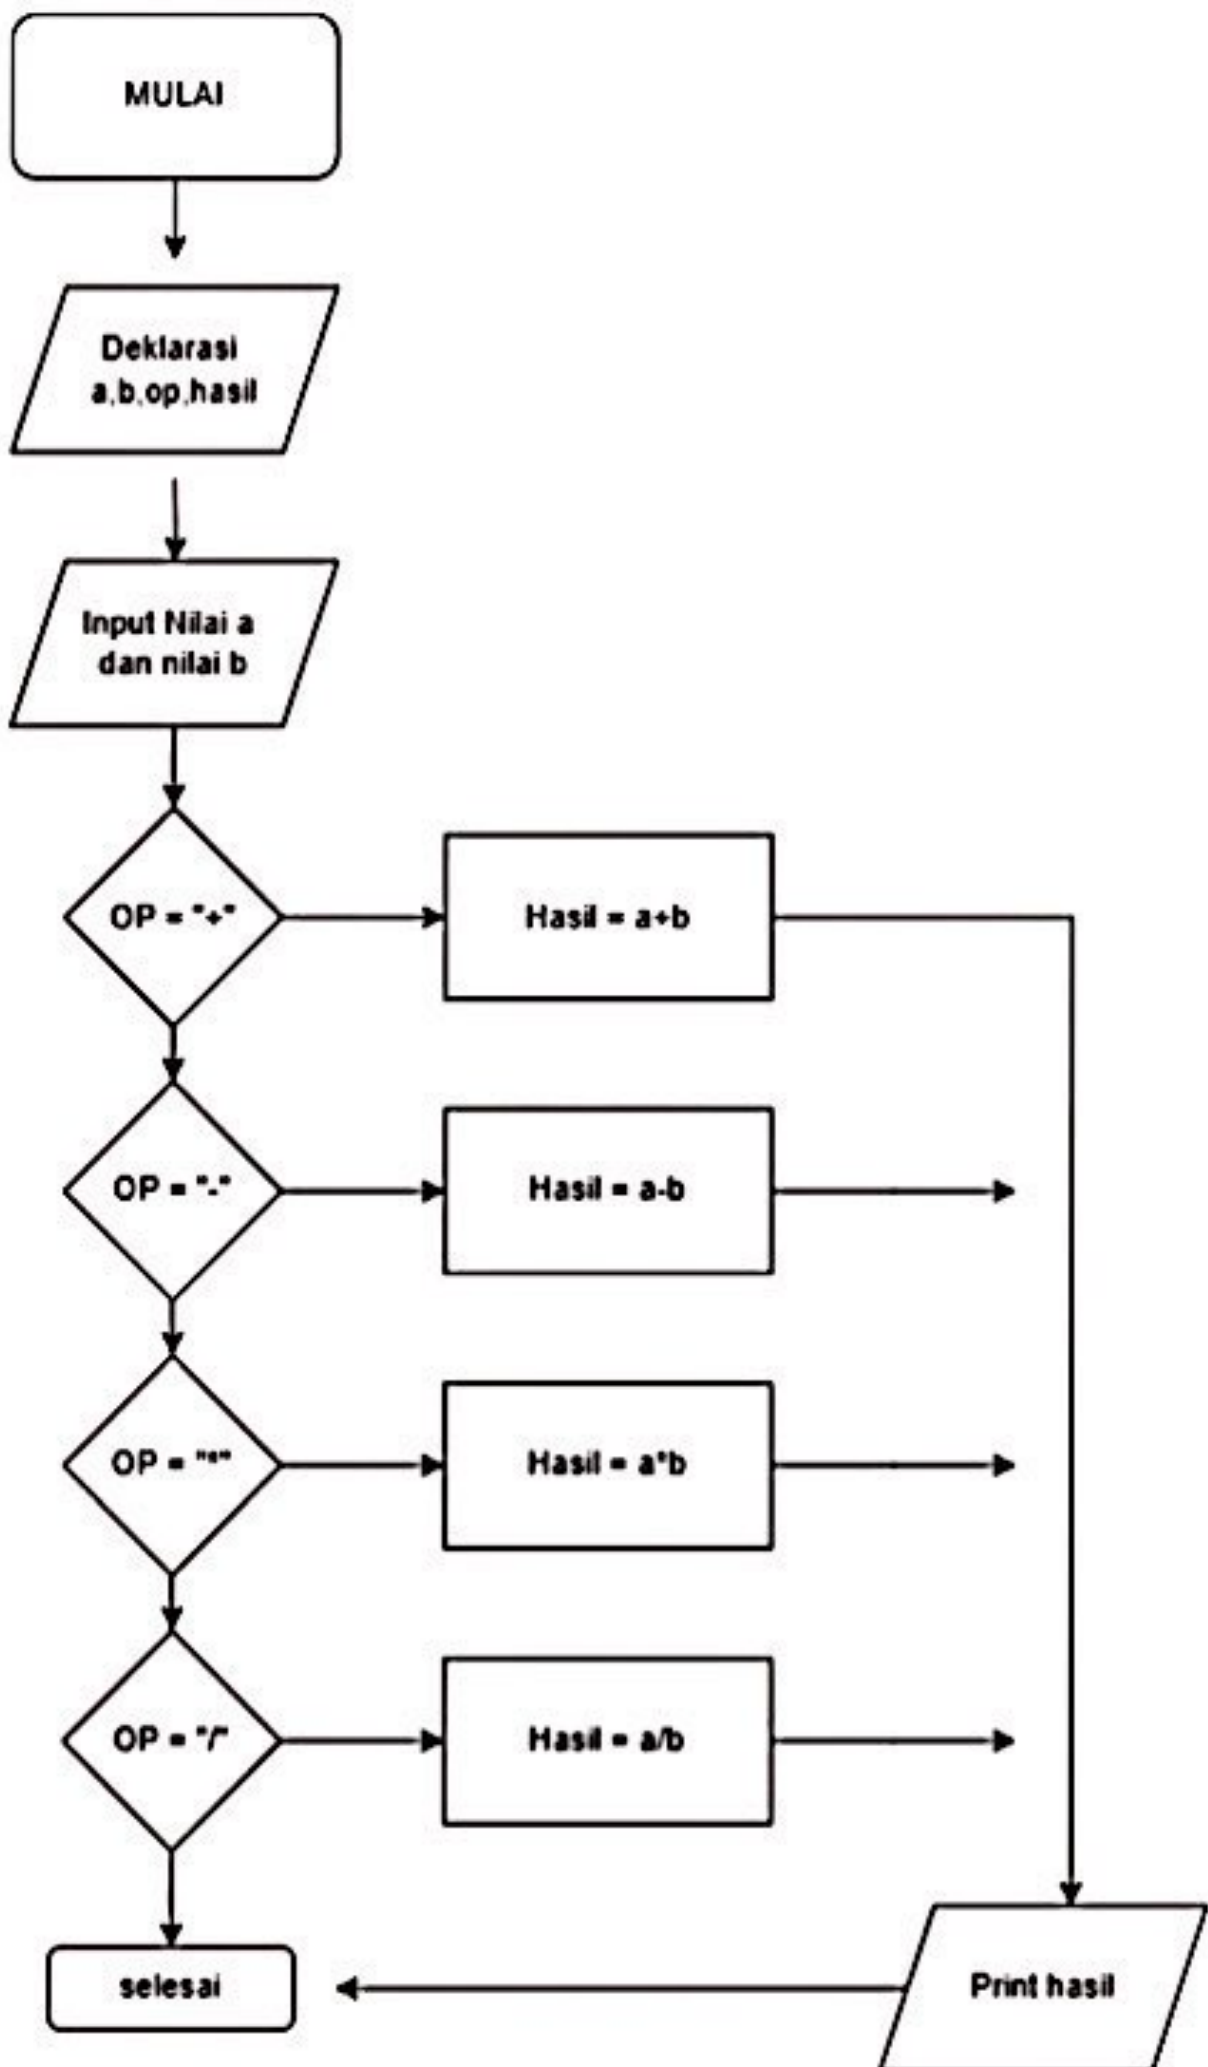 MULAI
Deklarasi
a,b,op,hasil
Input Nilai a
dan nilai b
OP = "+"
Hasil = a+b
OP = "-"
Hasil = a-b
OP = "*"
Hasil = a*b
OP = "/"
Hasil = a/b
selesai
Print hasil